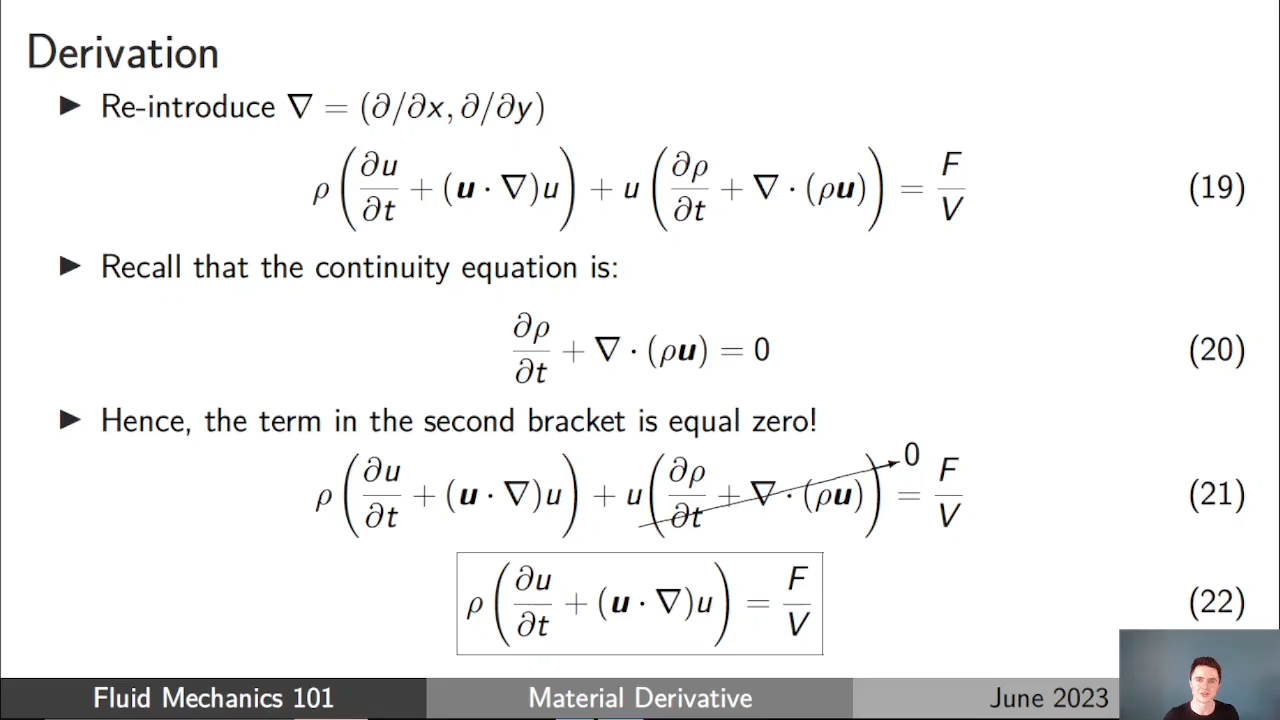 Derivation
▶ Re-introduce ∇ = (∂/∂x, ∂/∂y)
ρ(∂u/∂t + (𝒖 · ∇)u) + u(∂ρ/∂t + ∇ · (ρ𝒖)) = F/V (19)
▶ Recall that the continuity equation is:
∂ρ/∂t + ∇ · (ρ𝒖) = 0 (20)
▶ Hence, the term in the second bracket is equal zero!
ρ(∂u/∂t + (𝒖 · ∇)u) + u(∂ρ/∂t + ∇ · (ρ𝒖)) 0 = F/V (21)
ρ(∂u/∂t + (𝒖 · ∇)u) = F/V (22)
Fluid Mechanics 101 Material Derivative June 2023